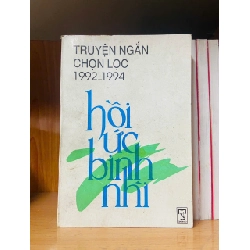 TRUYỆN NGẮN
CHỌN LỌC
1992-1994
hồi
ức
binh
nhì